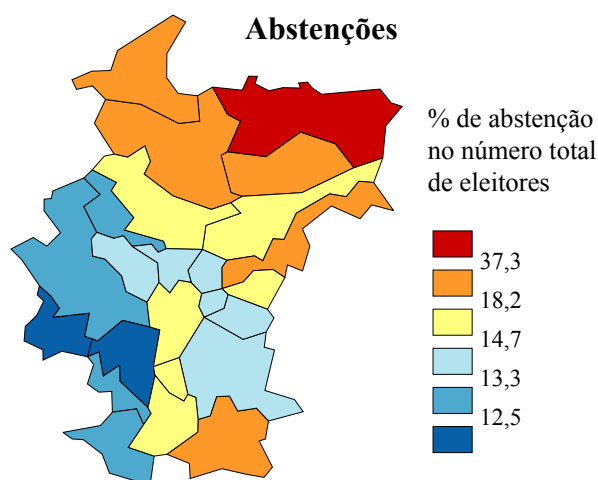 Abstenções
% de abstenção
no número total
de eleitores
37,3
18,2
14,7
13,3
12,5